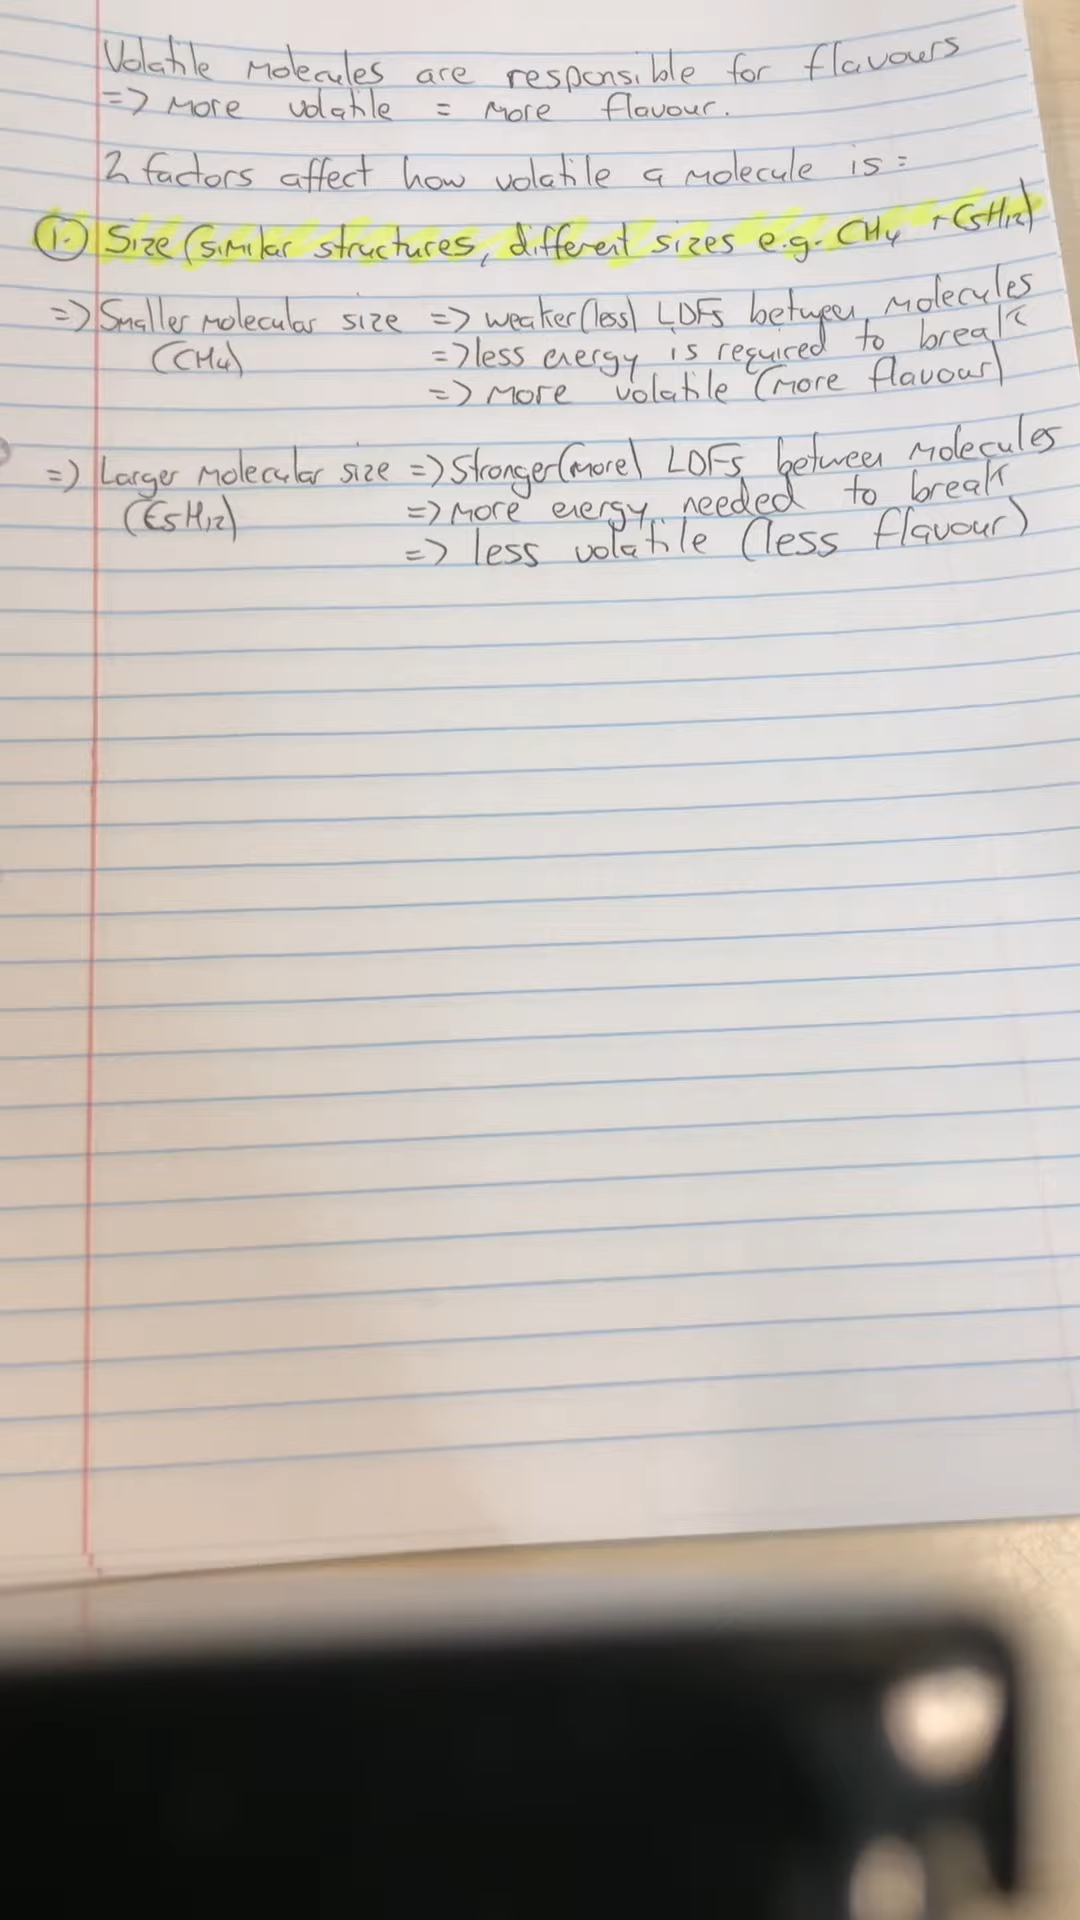 Volatile molecules are responsible for flavours
=> more volatile = more flavour.
2 factors affect how volatile a molecule is:
1. Size (similar structures, different sizes e.g. CH4 + C5H12)
=> Smaller molecular size => weaker (less) LDFs between molecules
(CH4) => less energy is required to break
=> more volatile (more flavour)
=> Larger molecular size => Stronger (more) LDFs between molecules
(C5H12) => more energy needed to break
=> less volatile (less flavour)